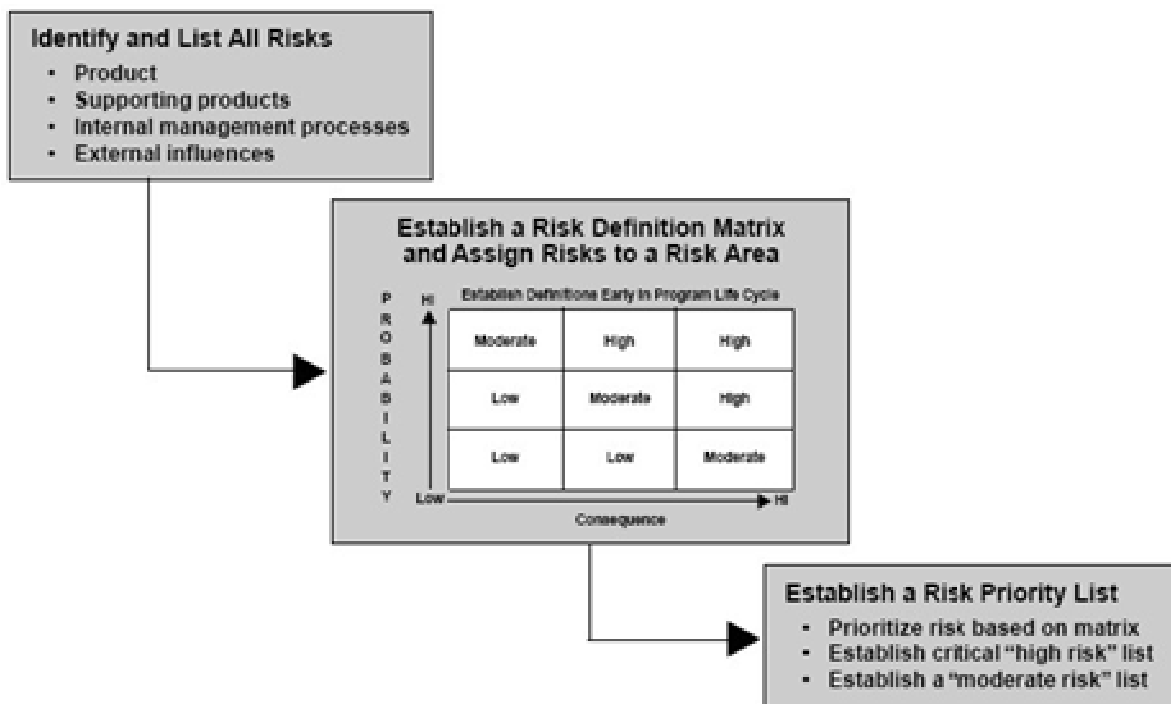 Identify and List All Risks
• Product
• Supporting products
• Internal management processes
• External influences
Establish a Risk Definition Matrix
and Assign Risks to a Risk Area
PROBABILITY
HI
Establish Definitions Early In Program Life Cycle
Moderate High High
Low Moderate High
Low Low Moderate
Low
HI
Consequence
Establish a Risk Priority List
• Prioritize risk based on matrix
• Establish critical “high risk” list
• Establish a “moderate risk” list